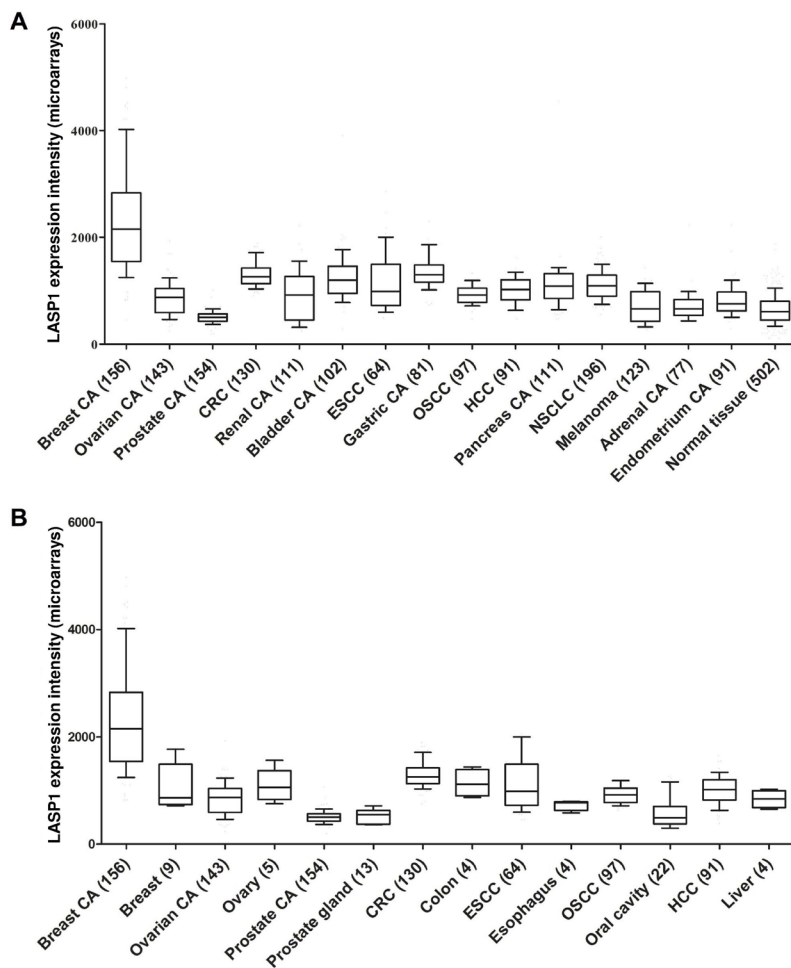 A
LASP1 expression intensity (microarrays)
6000
4000
2000
0
Breast CA (156)
Ovarian CA (143)
Prostate CA (154)
CRC (130)
Renal CA (111)
Bladder CA (102)
ESCC (64)
Gastric CA (81)
OSCC (97)
HCC (91)
Pancreas CA (111)
NSCLC (196)
Melanoma (123)
Adrenal CA (77)
Endometrium CA (91)
Normal tissue (502)
B
LASP1 expression intensity (microarrays)
6000
4000
2000
0
Breast CA (156)
Breast (9)
Ovarian CA (143)
Ovary (5)
Prostate CA (154)
Prostate gland (13)
CRC (130)
Colon (4)
ESCC (64)
Esophagus (4)
OSCC (97)
Oral cavity (22)
HCC (91)
Liver (4)